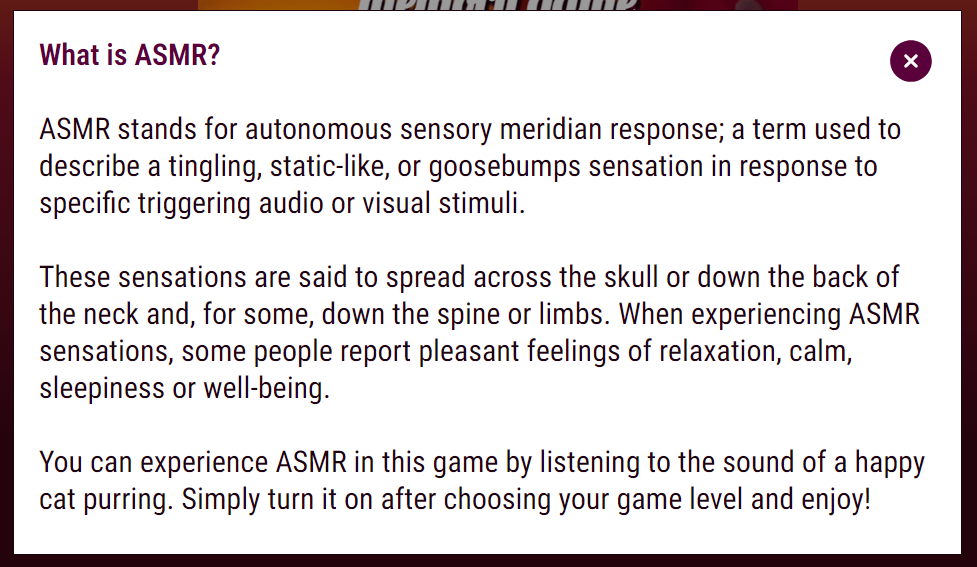 What is ASMR?
ASMR stands for autonomous sensory meridian response; a term used to
describe a tingling, static-like, or goosebumps sensation in response to
specific triggering audio or visual stimuli.
These sensations are said to spread across the skull or down the back of
the neck and, for some, down the spine or limbs. When experiencing ASMR
sensations, some people report pleasant feelings of relaxation, calm,
sleepiness or well-being.
You can experience ASMR in this game by listening to the sound of a happy
cat purring. Simply turn it on after choosing your game level and enjoy!